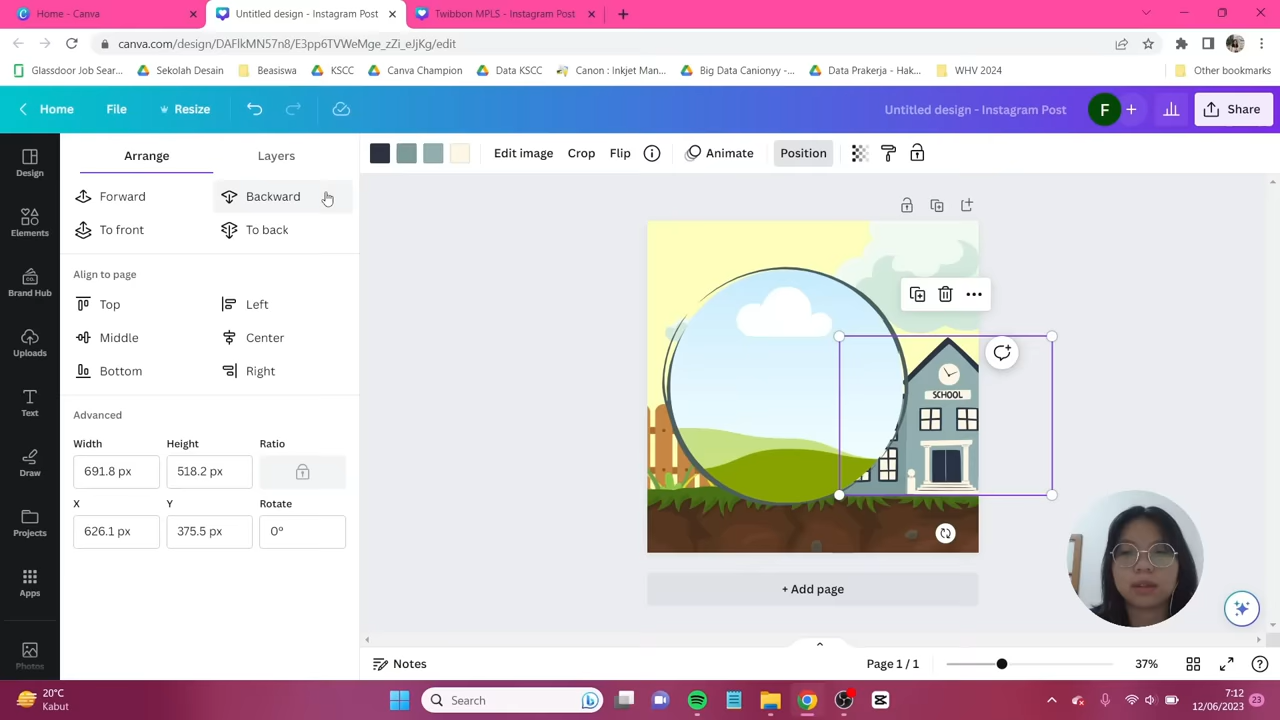 Home - Canva
Untitled design - Instagram Post
Twibbon MPLS - Instagram Post
canva.com/design/DAFlkMN57n8/E3pp6TVWeMge_zZi_eJjKg/edit
Glassdoor Job Sear...
Sekolah Desain
Beasiswa
KSCC
Canva Champion
Data KSCC
Canon : Inkjet Man...
Big Data Canionyy -...
Data Prakerja - Hak...
WHV 2024
Other bookmarks
Home
File
Resize
Untitled design - Instagram Post
F
Share
Design
Elements
Brand Hub
Uploads
Text
Draw
Projects
Apps
Photos
Arrange
Layers
Forward
Backward
To front
To back
Align to page
Top
Left
Middle
Center
Bottom
Right
Advanced
Width
Height
Ratio
691.8 px
518.2 px
X
Y
Rotate
626.1 px
375.5 px
0°
Edit image
Crop
Flip
Animate
Position
SCHOOL
+ Add page
Notes
Page 1 / 1
37%
20°C
Kabut
Search
7:12
12/06/2023
23